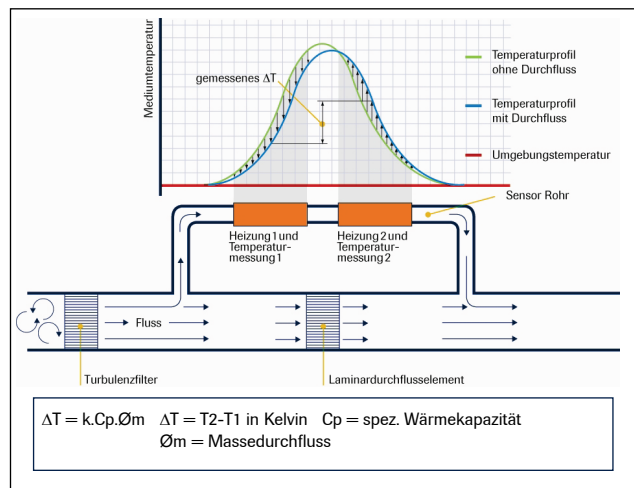 Mediumtemperatur
gemessenes ΔT
Temperaturprofil
ohne Durchfluss
Temperaturprofil
mit Durchfluss
Umgebungstemperatur
Sensor Rohr
Heizung 1 und
Temperatur-
messung 1
Heizung 2 und
Temperatur-
messung 2
Fluss
Turbulenzfilter
Laminardurchflusselement
ΔT = k.Cp.Øm ΔT = T2-T1 in Kelvin Cp = spez. Wärmekapazität
Øm = Massedurchfluss